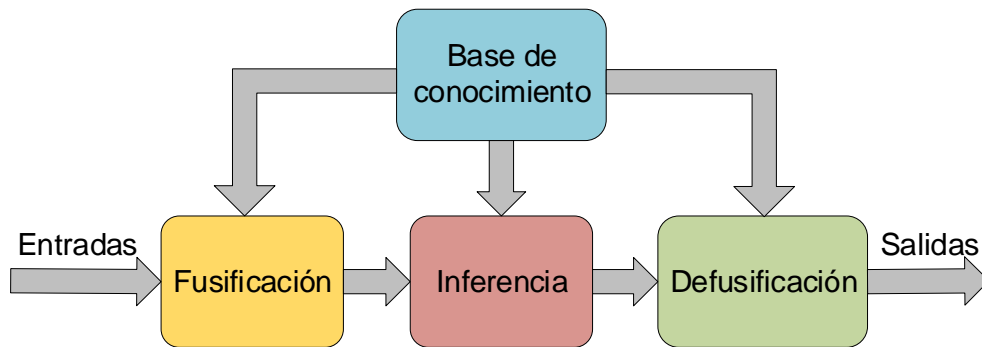 Base de
conocimiento
Entradas
Fusificación
Inferencia
Defusificación
Salidas